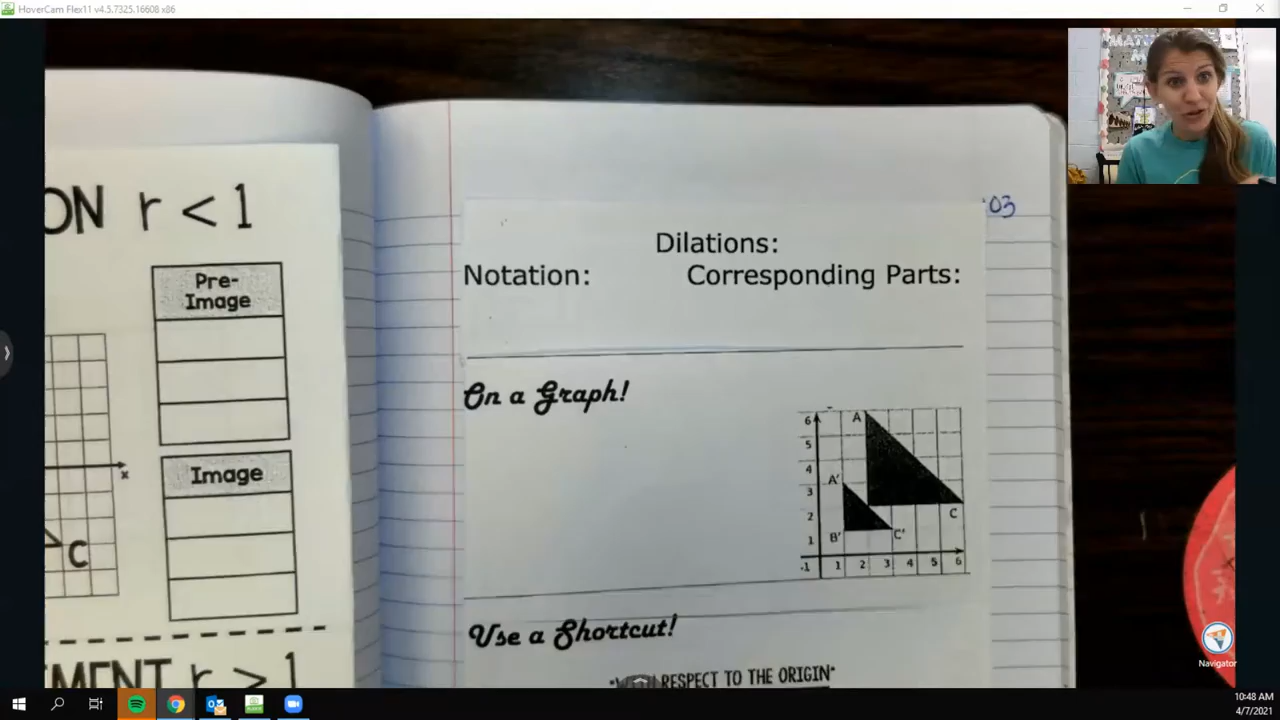 HoverCam Flex11 v4.5.7325.16608 x86
ON r < 1
Pre-
Image
x
Image
C
MENT r > 1
'03
Dilations:
Notation: Corresponding Parts:
On a Graph!
6 A
5
4
3 A'
2 C
1 B' C'
-1 1 2 3 4 5 6
Use a Shortcut!
"WITH RESPECT TO THE ORIGIN"
Navigator
10:48 AM
4/7/2021